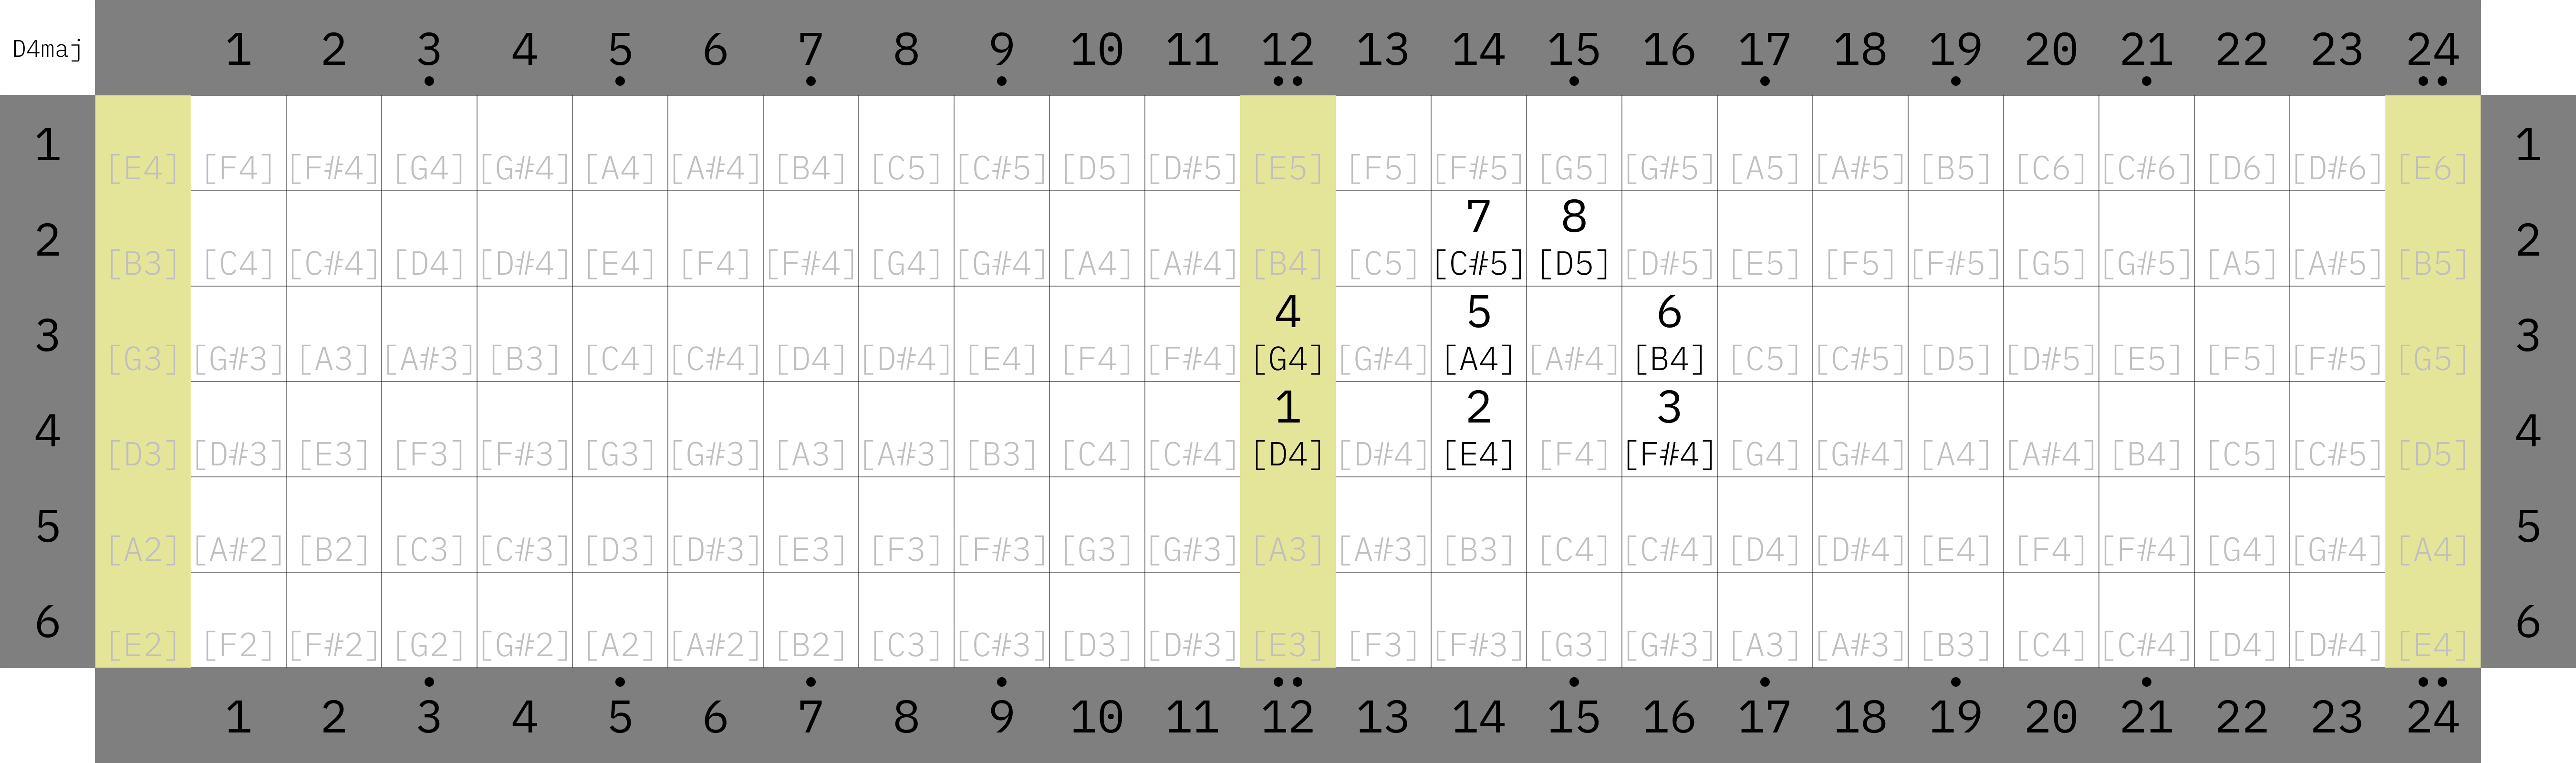 D4maj 1 2 3 4 5 6 7 8 9 10 11 12 13 14 15 16 17 18 19 20 21 22 23 24
1 [E4] [F4] [F#4] [G4] [G#4] [A4] [A#4] [B4] [C5] [C#5] [D5] [D#5] [E5] [F5] [F#5] [G5] [G#5] [A5] [A#5] [B5] [C6] [C#6] [D6] [D#6] [E6] 1
7 8
2 [B3] [C4] [C#4] [D4] [D#4] [E4] [F4] [F#4] [G4] [G#4] [A4] [A#4] [B4] [C5] [C#5] [D5] [D#5] [E5] [F5] [F#5] [G5] [G#5] [A5] [A#5] [B5] 2
4 5 6
3 [G3] [G#3] [A3] [A#3] [B3] [C4] [C#4] [D4] [D#4] [E4] [F4] [F#4] [G4] [G#4] [A4] [A#4] [B4] [C5] [C#5] [D5] [D#5] [E5] [F5] [F#5] [G5] 3
1 2 3
4 [D3] [D#3] [E3] [F3] [F#3] [G3] [G#3] [A3] [A#3] [B3] [C4] [C#4] [D4] [D#4] [E4] [F4] [F#4] [G4] [G#4] [A4] [A#4] [B4] [C5] [C#5] [D5] 4
5 [A2] [A#2] [B2] [C3] [C#3] [D3] [D#3] [E3] [F3] [F#3] [G3] [G#3] [A3] [A#3] [B3] [C4] [C#4] [D4] [D#4] [E4] [F4] [F#4] [G4] [G#4] [A4] 5
6 [E2] [F2] [F#2] [G2] [G#2] [A2] [A#2] [B2] [C3] [C#3] [D3] [D#3] [E3] [F3] [F#3] [G3] [G#3] [A3] [A#3] [B3] [C4] [C#4] [D4] [D#4] [E4] 6
1 2 3 4 5 6 7 8 9 10 11 12 13 14 15 16 17 18 19 20 21 22 23 24